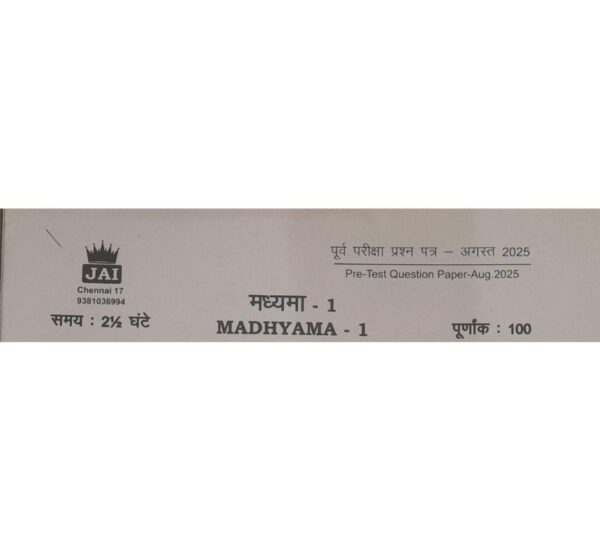 पूर्व परीक्षा प्रश्न पत्र – अगस्त 2025
Pre-Test Question Paper-Aug.2025
JAI
Chennai 17
9381036994
मध्यमा - 1
समय : 2½ घंटे
MADHYAMA - 1
पूर्णांक : 100